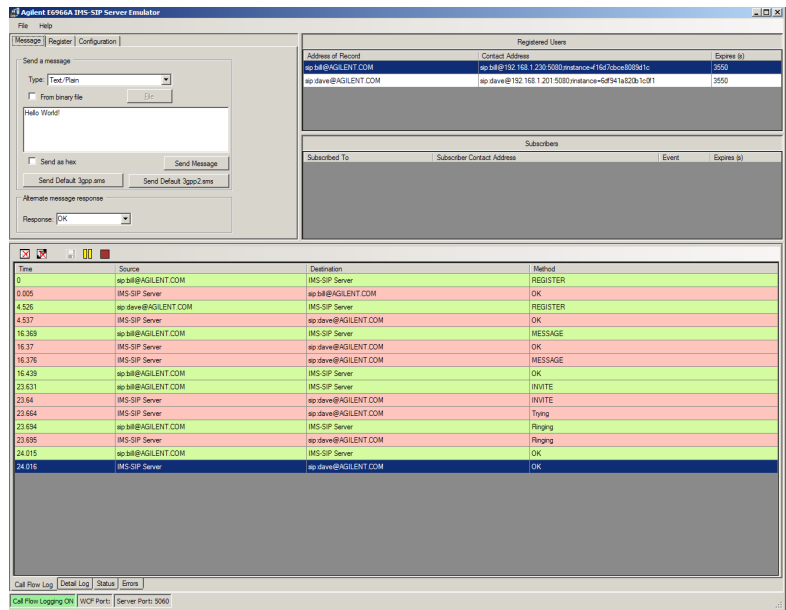 Agilent E6966A IMS-SIP Server Emulator
File Help
Message Register Configuration
Send a message
Type: Text/Plain
From binary file File
Hello World!
Send as hex Send Message
Send Default 3gpp.sms Send Default 3gpp2.sms
Alternate message response
Response: OK
Registered Users
Address of Record Contact Address Expires (s)
sip:bill@AGILENT.COM sip:bill@192.168.1.230:5080;rinstance=f16d7cbce8089d1c 3550
sip:dave@AGILENT.COM sip:dave@192.168.1.201:5080;rinstance=6df941a820b1c0f1 3550
Subscribers
Subscribed To Subscriber Contact Address Event Expires (s)
Time Source Destination Method
0 sip:bill@AGILENT.COM IMS-SIP Server REGISTER
0.005 IMS-SIP Server sip:bill@AGILENT.COM OK
4.526 sip:dave@AGILENT.COM IMS-SIP Server REGISTER
4.537 IMS-SIP Server sip:dave@AGILENT.COM OK
16.369 sip:bill@AGILENT.COM IMS-SIP Server MESSAGE
16.37 IMS-SIP Server sip:dave@AGILENT.COM OK
16.376 IMS-SIP Server sip:dave@AGILENT.COM MESSAGE
16.439 sip:bill@AGILENT.COM IMS-SIP Server OK
23.631 sip:bill@AGILENT.COM IMS-SIP Server INVITE
23.64 IMS-SIP Server sip:dave@AGILENT.COM INVITE
23.664 IMS-SIP Server sip:dave@AGILENT.COM Trying
23.694 sip:bill@AGILENT.COM IMS-SIP Server Ringing
23.695 IMS-SIP Server sip:dave@AGILENT.COM Ringing
24.015 sip:bill@AGILENT.COM IMS-SIP Server OK
24.016 IMS-SIP Server sip:dave@AGILENT.COM OK
Call Flow Log Detail Log Status Errors
Call Flow Logging ON WCF Port: Server Port: 5060